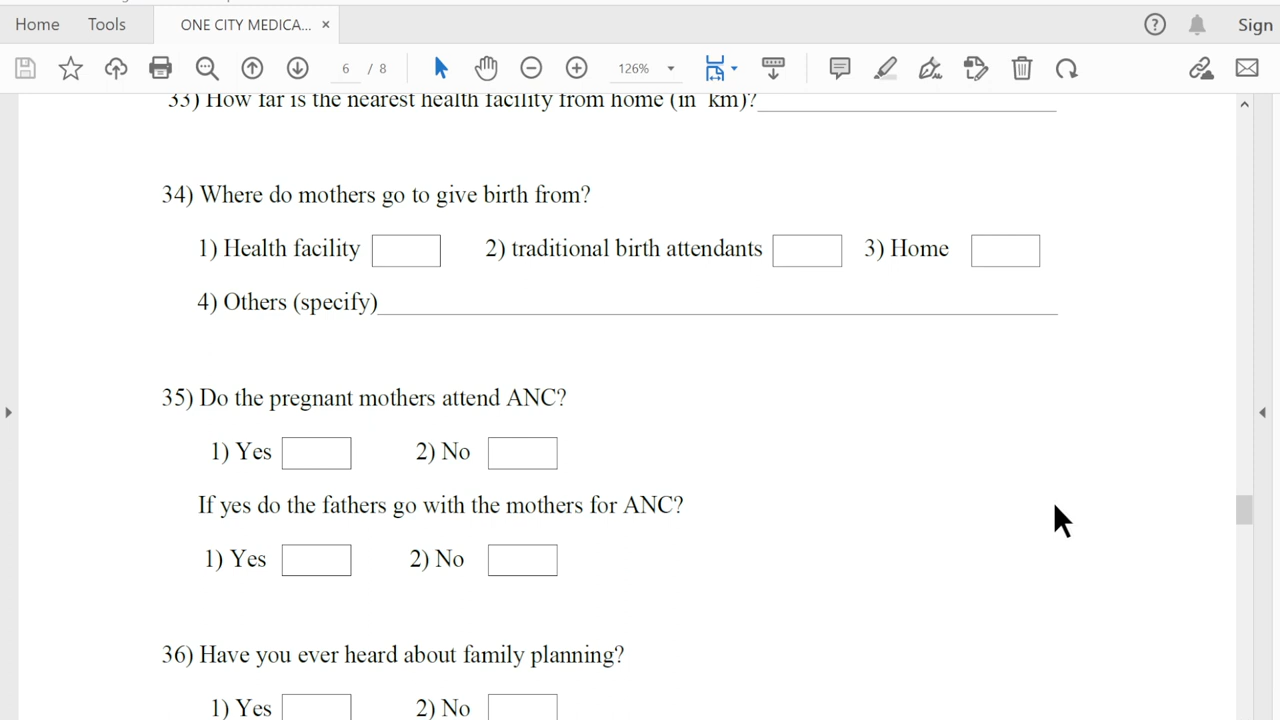 Home Tools ONE CITY MEDICA... × Sign
6 / 8 126%
33) How far is the nearest health facility from home (in km)?
34) Where do mothers go to give birth from?
1) Health facility 2) traditional birth attendants 3) Home
4) Others (specify)
35) Do the pregnant mothers attend ANC?
1) Yes 2) No
If yes do the fathers go with the mothers for ANC?
1) Yes 2) No
36) Have you ever heard about family planning?
1) Yes 2) No